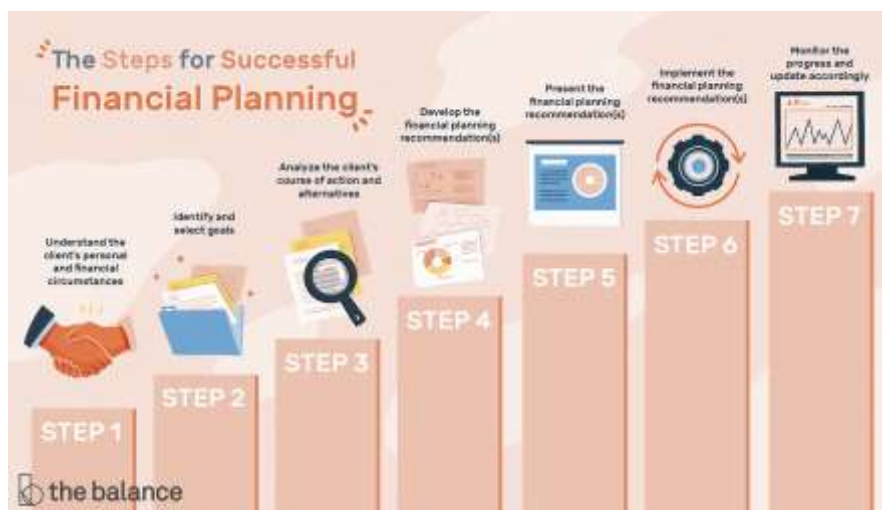 The Steps for Successful
Financial Planning
Understand the
client's personal
and financial
circumstances
STEP 1
Identify and
select goals
STEP 2
Analyze the client's
course of action and
alternatives
STEP 3
Develop the
financial planning
recommendation(s)
STEP 4
Present the
financial planning
recommendation(s)
STEP 5
Implement the
financial planning
recommendation(s)
STEP 6
Monitor the
progress and
update accordingly
STEP 7
the balance